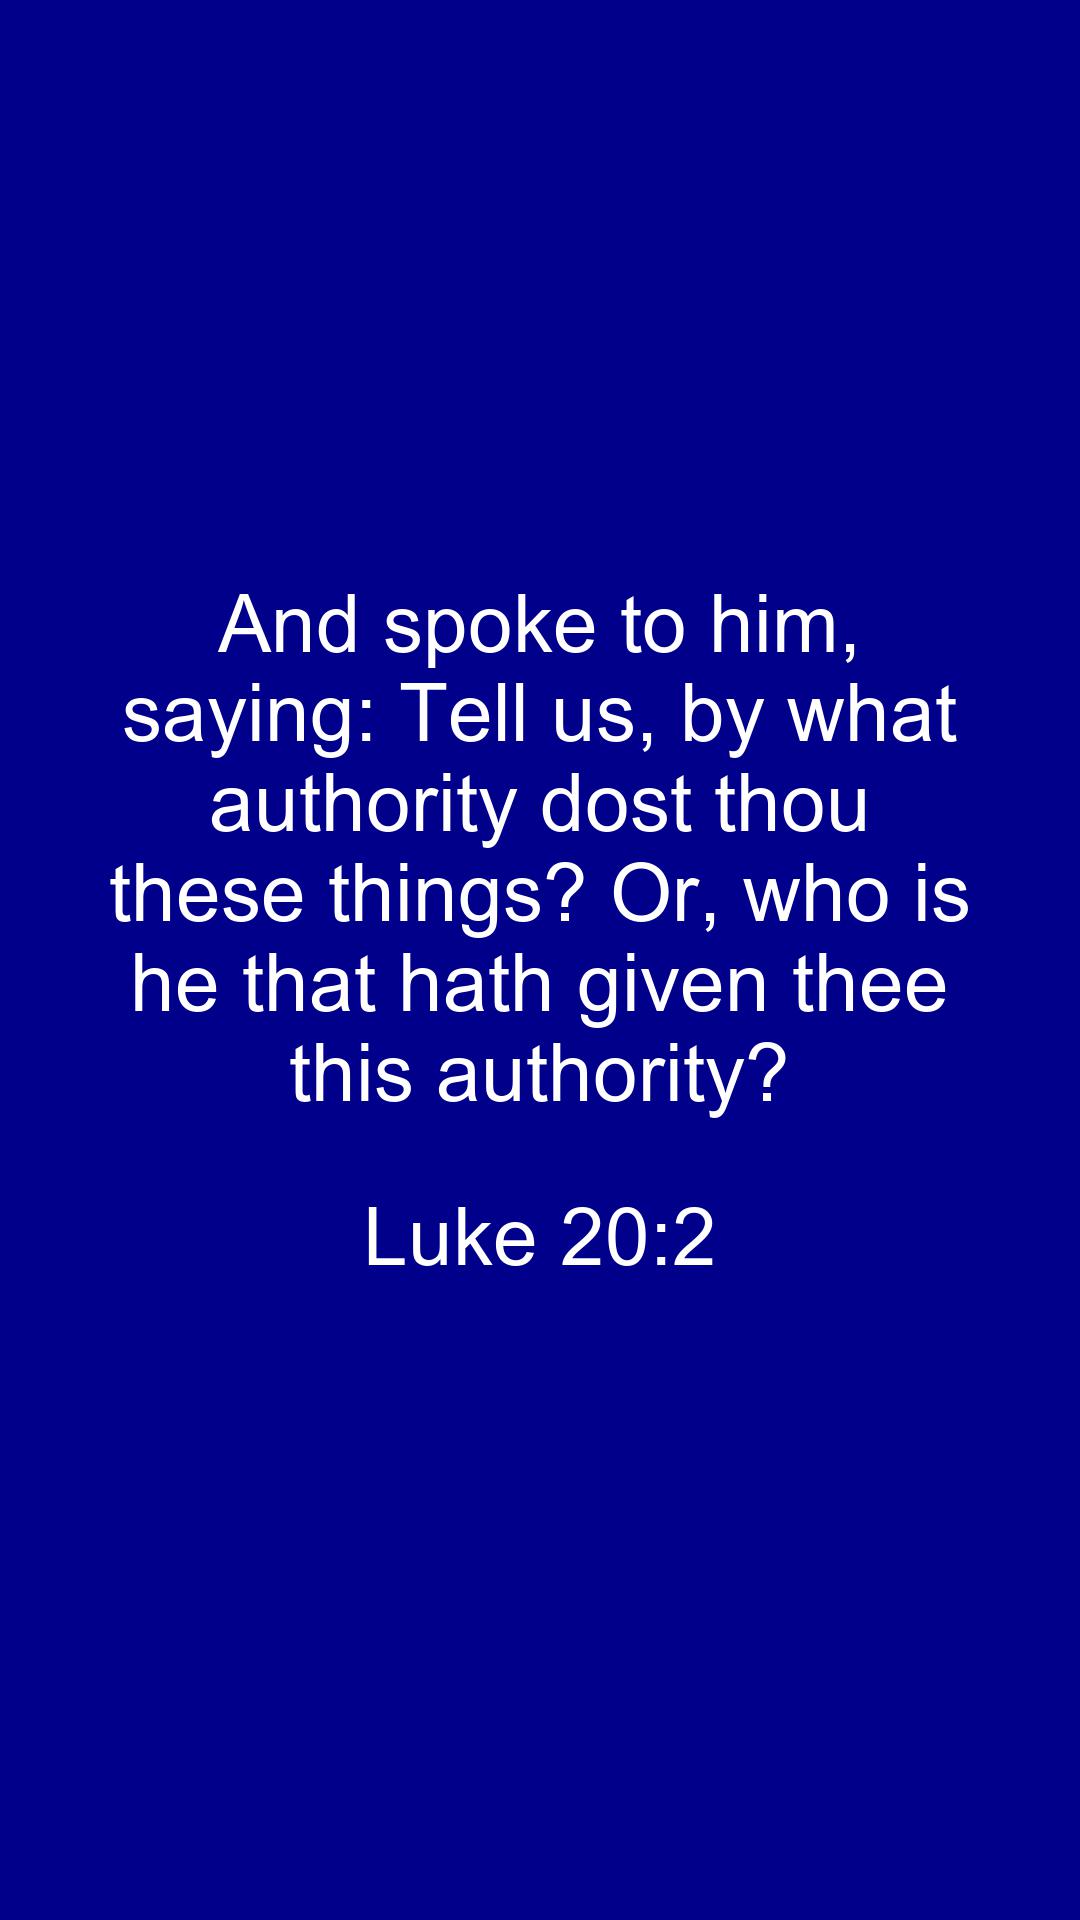 And spoke to him,
saying: Tell us, by what
authority dost thou
these things? Or, who is
he that hath given thee
this authority?
Luke 20:2